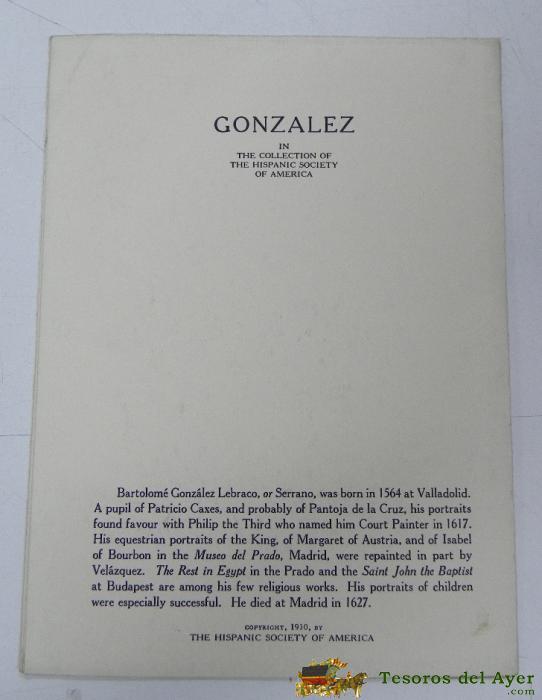 GONZALEZ
IN
THE COLLECTION OF
THE HISPANIC SOCIETY
OF AMERICA
Bartolomé González Lebraco, or Serrano, was born in 1564 at Valladolid.
A pupil of Patricio Caxes, and probably of Pantoja de la Cruz, his portraits
found favour with Philip the Third who named him Court Painter in 1617.
His equestrian portraits of the King, of Margaret of Austria, and of Isabel
of Bourbon in the Museo del Prado, Madrid, were repainted in part by
Velázquez. The Rest in Egypt in the Prado and the Saint John the Baptist
at Budapest are among his few religious works. His portraits of children
were especially successful. He died at Madrid in 1627.
COPYRIGHT, 1930, BY
THE HISPANIC SOCIETY OF AMERICA
Tesoros del Ayer
.com